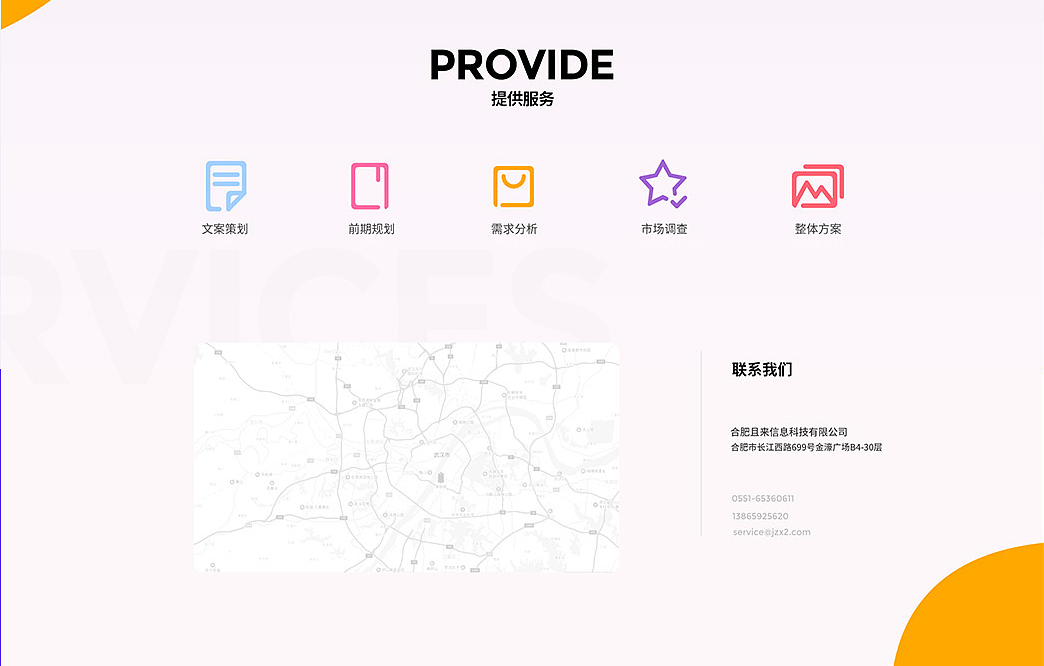 PROVIDE
提供服务
文案策划
前期规划
需求分析
市场调查
整体方案
RVICES
武汉市
联系我们
合肥且来信息科技有限公司
合肥市长江西路699号金濠广场B4-30层
0551-65360611
13865925620
service@jzx2.com